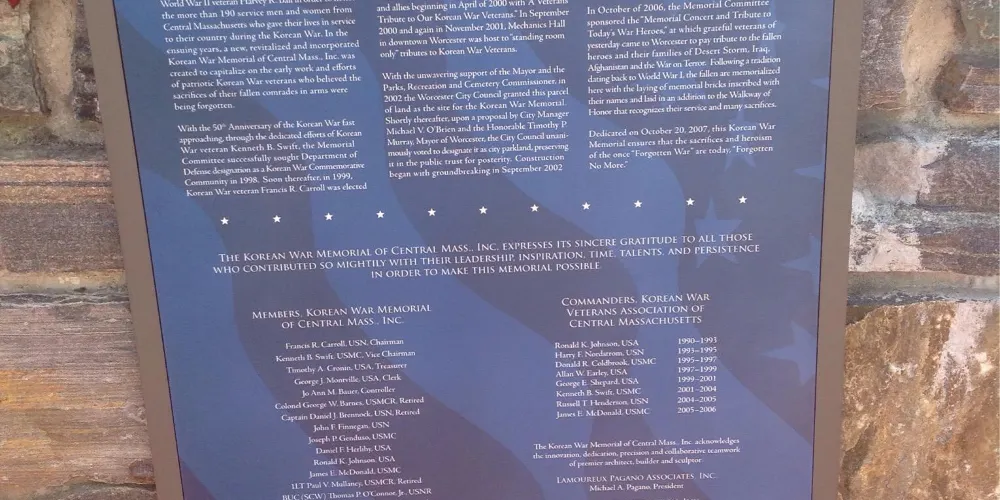 World War II veteran Harvey R. Ball in order to honor
the more than 190 service men and women from
Central Massachusetts who gave their lives in service
to their country during the Korean War. In the
ensuing years, a new, revitalized and incorporated
Korean War Memorial of Central Mass., Inc. was
created to capitalize on the early work and efforts
of patriotic Korean War veterans who believed the
sacrifices of their fallen comrades in arms were
being forgotten.
With the 50th Anniversary of the Korean War fast
approaching, through the dedicated efforts of Korean
War veteran Kenneth B. Swift, the Memorial
Committee successfully sought Department of
Defense designation as a Korean War Commemorative
Community in 1998. Soon thereafter, in 1999,
Korean War veteran Francis R. Carroll was elected
and allies beginning in April of 2000 with "A Veterans
Tribute to Our Korean War Veterans." In September
2000 and again in November 2001, Mechanics Hall
in downtown Worcester was host to "standing room
only" tributes to Korean War Veterans.
With the unwavering support of the Mayor and the
Parks, Recreation and Cemetery Commissioner, in
2002 the Worcester City Council granted this parcel
of land as the site for the Korean War Memorial.
Shortly thereafter, upon a proposal by City Manager
Michael V. O'Brien and the Honorable Timothy P.
Murray, Mayor of Worcester, the City Council unani-
mously voted to designate it as city parkland, preserving
it in the public trust for posterity. Construction
began with groundbreaking in September 2002
In October of 2006, the Memorial Committee
sponsored the "Memorial Concert and Tribute to
Today's War Heroes," at which grateful veterans of
yesterday came to Worcester to pay tribute to the fallen
heroes and their families of Desert Storm, Iraq,
Afghanistan and the War on Terror. Following a tradition
dating back to World War I, the fallen are memorialized
here with the laying of memorial bricks inscribed with
their names and laid in an addition to the Walkway of
Honor that recognizes their service and many sacrifices.
Dedicated on October 20, 2007, this Korean War
Memorial ensures that the sacrifices and heroism
of the once "Forgotten War" are today, "Forgotten
No More."
The Korean War Memorial of Central Mass., Inc. expresses its sincere gratitude to all those
who contributed so mightily with their leadership, inspiration, time, talents, and persistence
in order to make this memorial possible.
Members, Korean War Memorial
of Central Mass., Inc.
Francis R. Carroll, USN, Chairman
Kenneth B. Swift, USMC, Vice Chairman
Timothy A. Cronin, USA, Treasurer
George J. Montville, USA, Clerk
Jo Ann M. Bauer, Controller
Colonel George W. Barnes, USMCR, Retired
Captain Daniel J. Brennock, USN, Retired
John F. Finnegan, USN
Joseph P. Genduso, USMC
Daniel F. Herlihy, USA
Ronald K. Johnson, USA
James E. McDonald, USMC
1LT Paul V. Mullaney, USMCR, Retired
BUC (SCW) Thomas P. O'Connor, Jr., USNR
Commanders, Korean War
Veterans Association of
Central Massachusetts
Ronald K. Johnson, USA 1990–1993
Harry F. Nordstrom, USN 1993–1995
Donald R. Coldbrook, USMC 1995–1997
Allan W. Earley, USA 1997–1999
George E. Shepard, USA 1999–2001
Kenneth B. Swift, USMC 2001–2004
Russell T. Henderson, USN 2004–2005
James E. McDonald, USMC 2005–2006
The Korean War Memorial of Central Mass., Inc. acknowledges
the innovation, dedication, precision and collaborative teamwork
of premier architect, builder and sculptor
Lamoureux Pagano Associates, Inc.
Michael A. Pagano, President